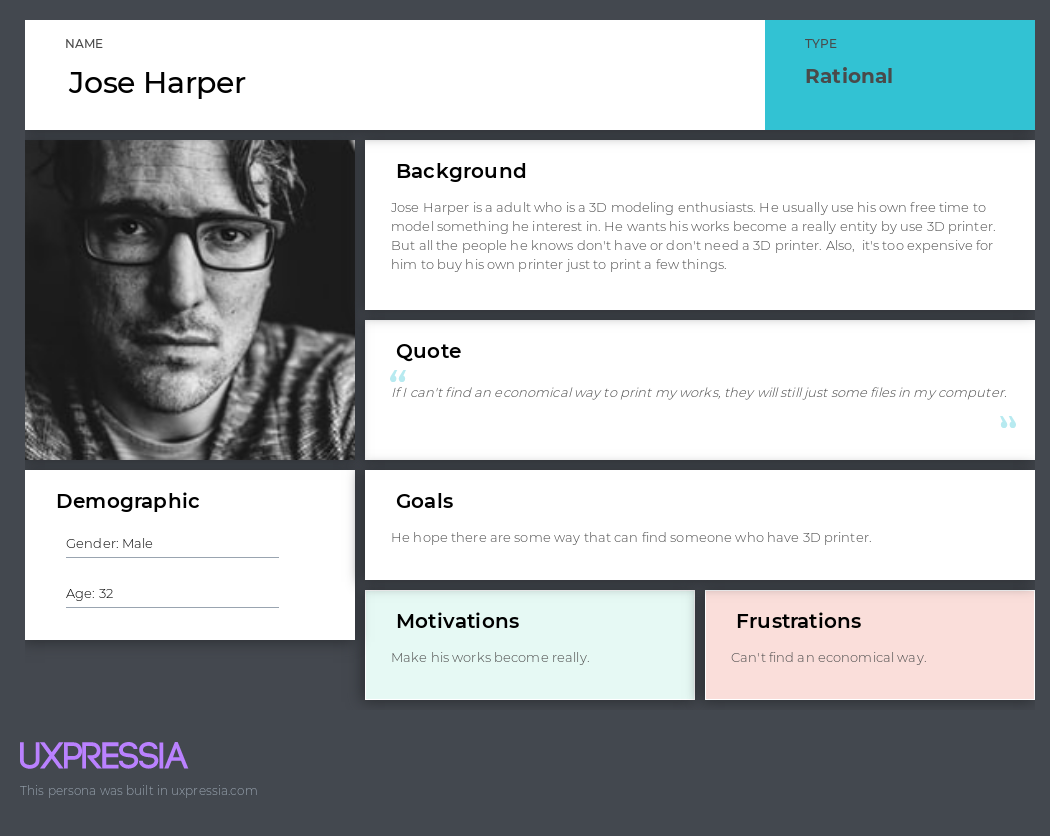 NAME
Jose Harper
TYPE
Rational
Background
Jose Harper is a adult who is a 3D modeling enthusiasts. He usually use his own free time to
model something he interest in. He wants his works become a really entity by use 3D printer.
But all the people he knows don't have or don't need a 3D printer. Also,  it's too expensive for
him to buy his own printer just to print a few things.
Quote
“
If I can't find an economical way to print my works, they will still just some files in my computer.
”
Demographic
Gender: Male
Age: 32
Goals
He hope there are some way that can find someone who have 3D printer.
Motivations
Make his works become really.
Frustrations
Can't find an economical way.
UXPRESSIA
This persona was built in uxpressia.com